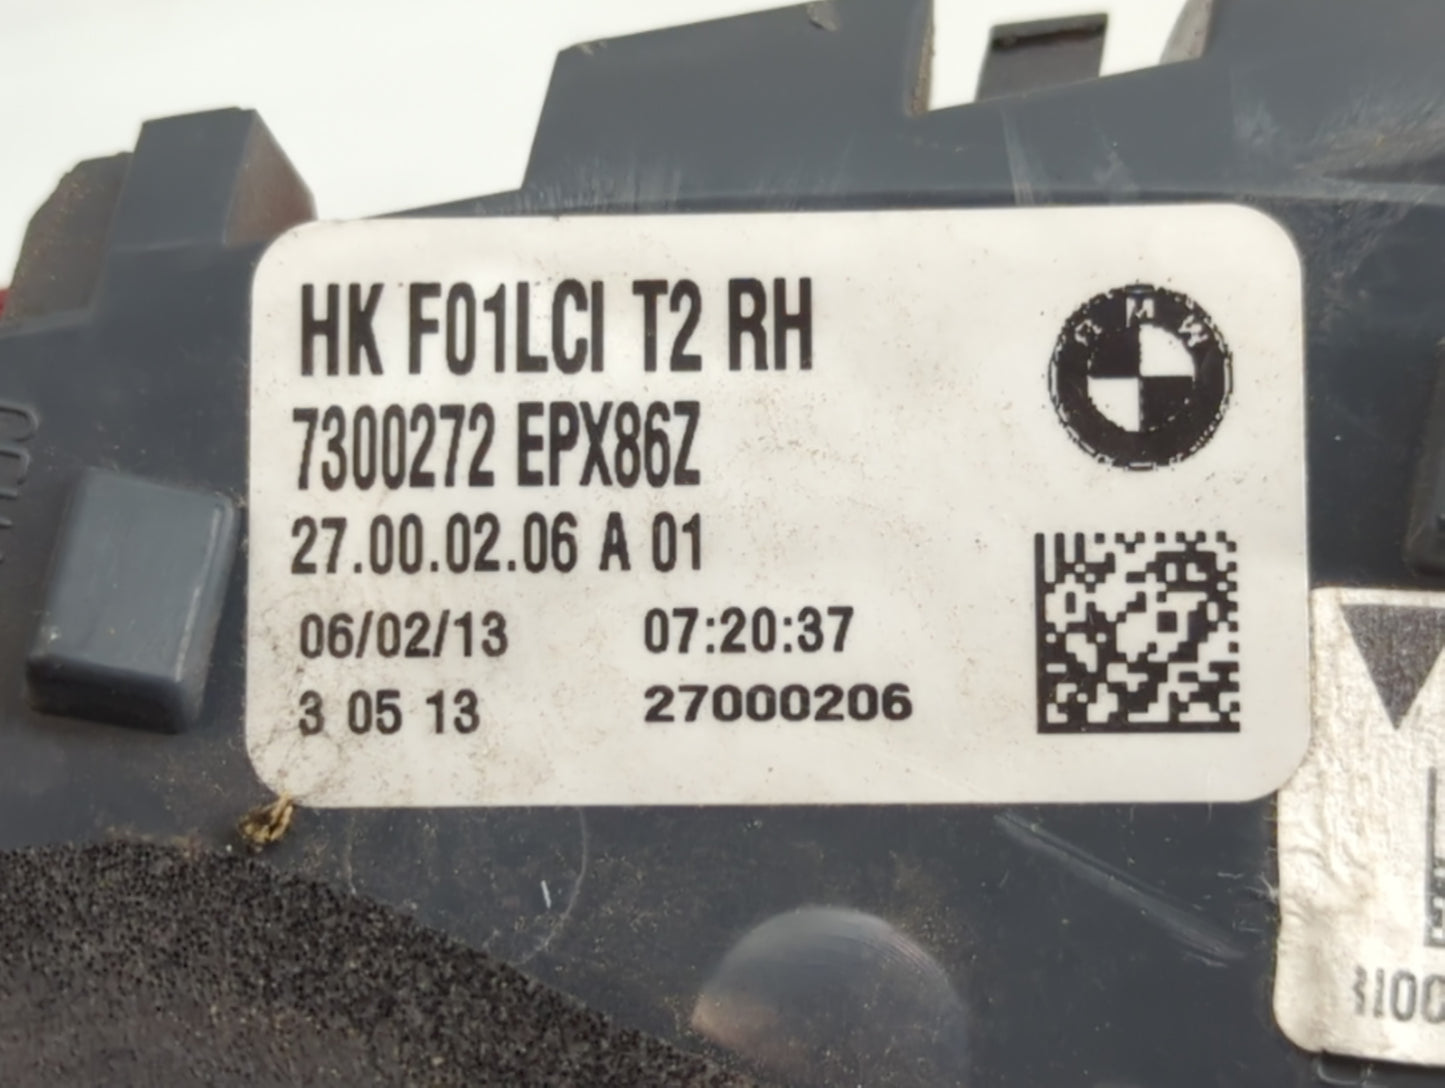 HK F01LCI T2 RH
7300272 EPX86Z
27.00.02.06 A 01
06/02/13 07:20:37
3 05 13 27000206
BMW